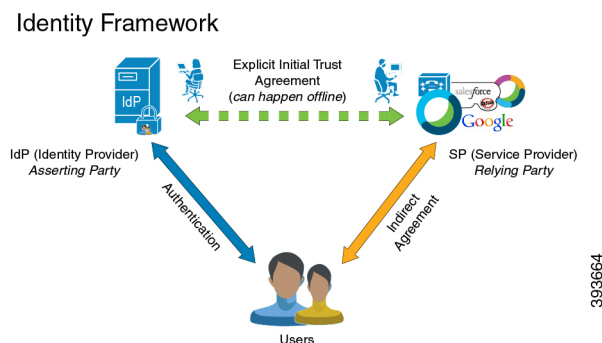 Identity Framework
Explicit Initial Trust
Agreement
(can happen offline)
IdP
salesforce
Google
IdP (Identity Provider)
Asserting Party
SP (Service Provider)
Relying Party
Authentication
Indirect
Agreement
Users
393664